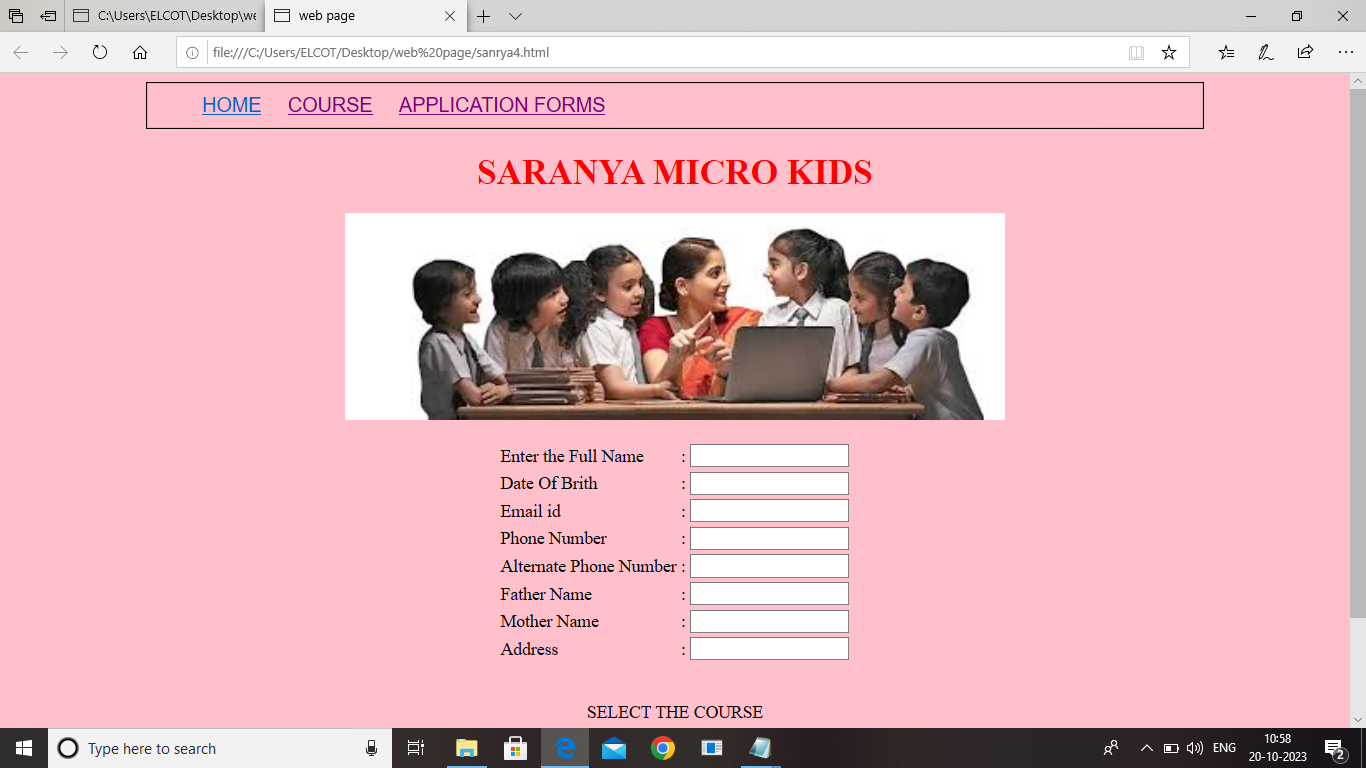 C:\Users\ELCOT\Desktop\we
web page
file:///C:/Users/ELCOT/Desktop/web%20page/sanrya4.html
HOME COURSE APPLICATION FORMS
SARANYA MICRO KIDS
Enter the Full Name :
Date Of Brith :
Email id :
Phone Number :
Alternate Phone Number :
Father Name :
Mother Name :
Address :
SELECT THE COURSE
Type here to search
ENG
10:58
20-10-2023
2